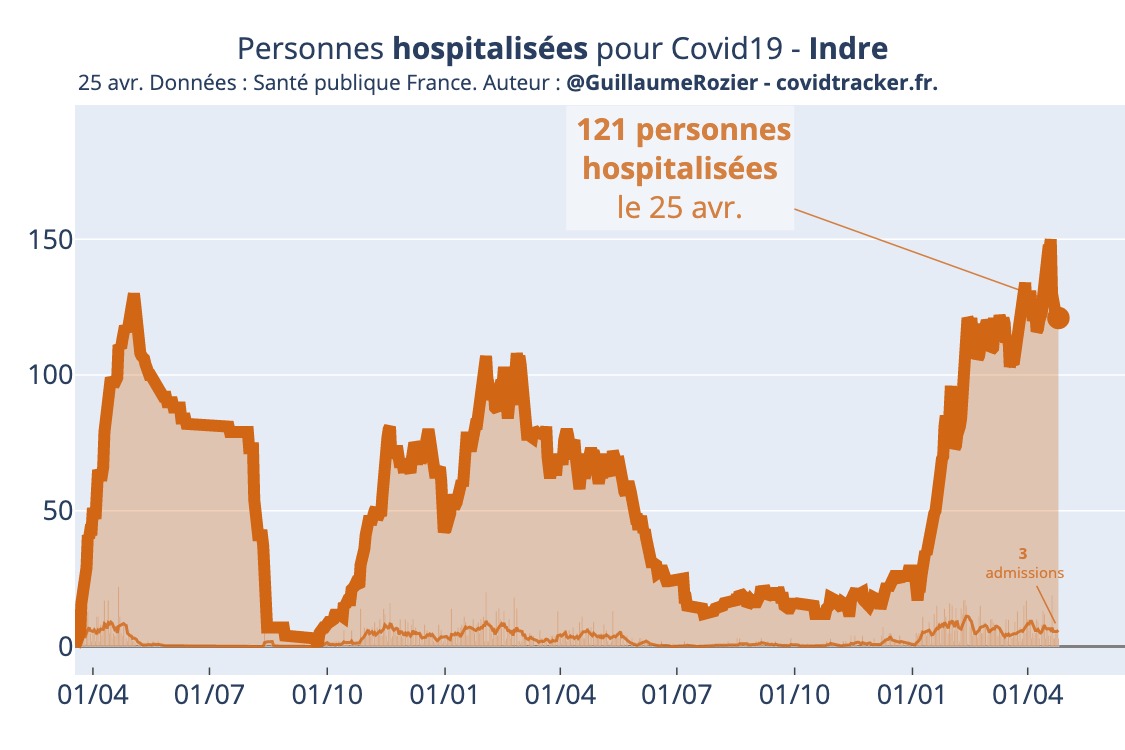 Personnes hospitalisées pour Covid19 - Indre
25 avr. Données : Santé publique France. Auteur : @GuillaumeRozier - covidtracker.fr.
121 personnes
hospitalisées
le 25 avr.
150
100
50
0
3
admissions
01/04 01/07 01/10 01/01 01/04 01/07 01/10 01/01 01/04